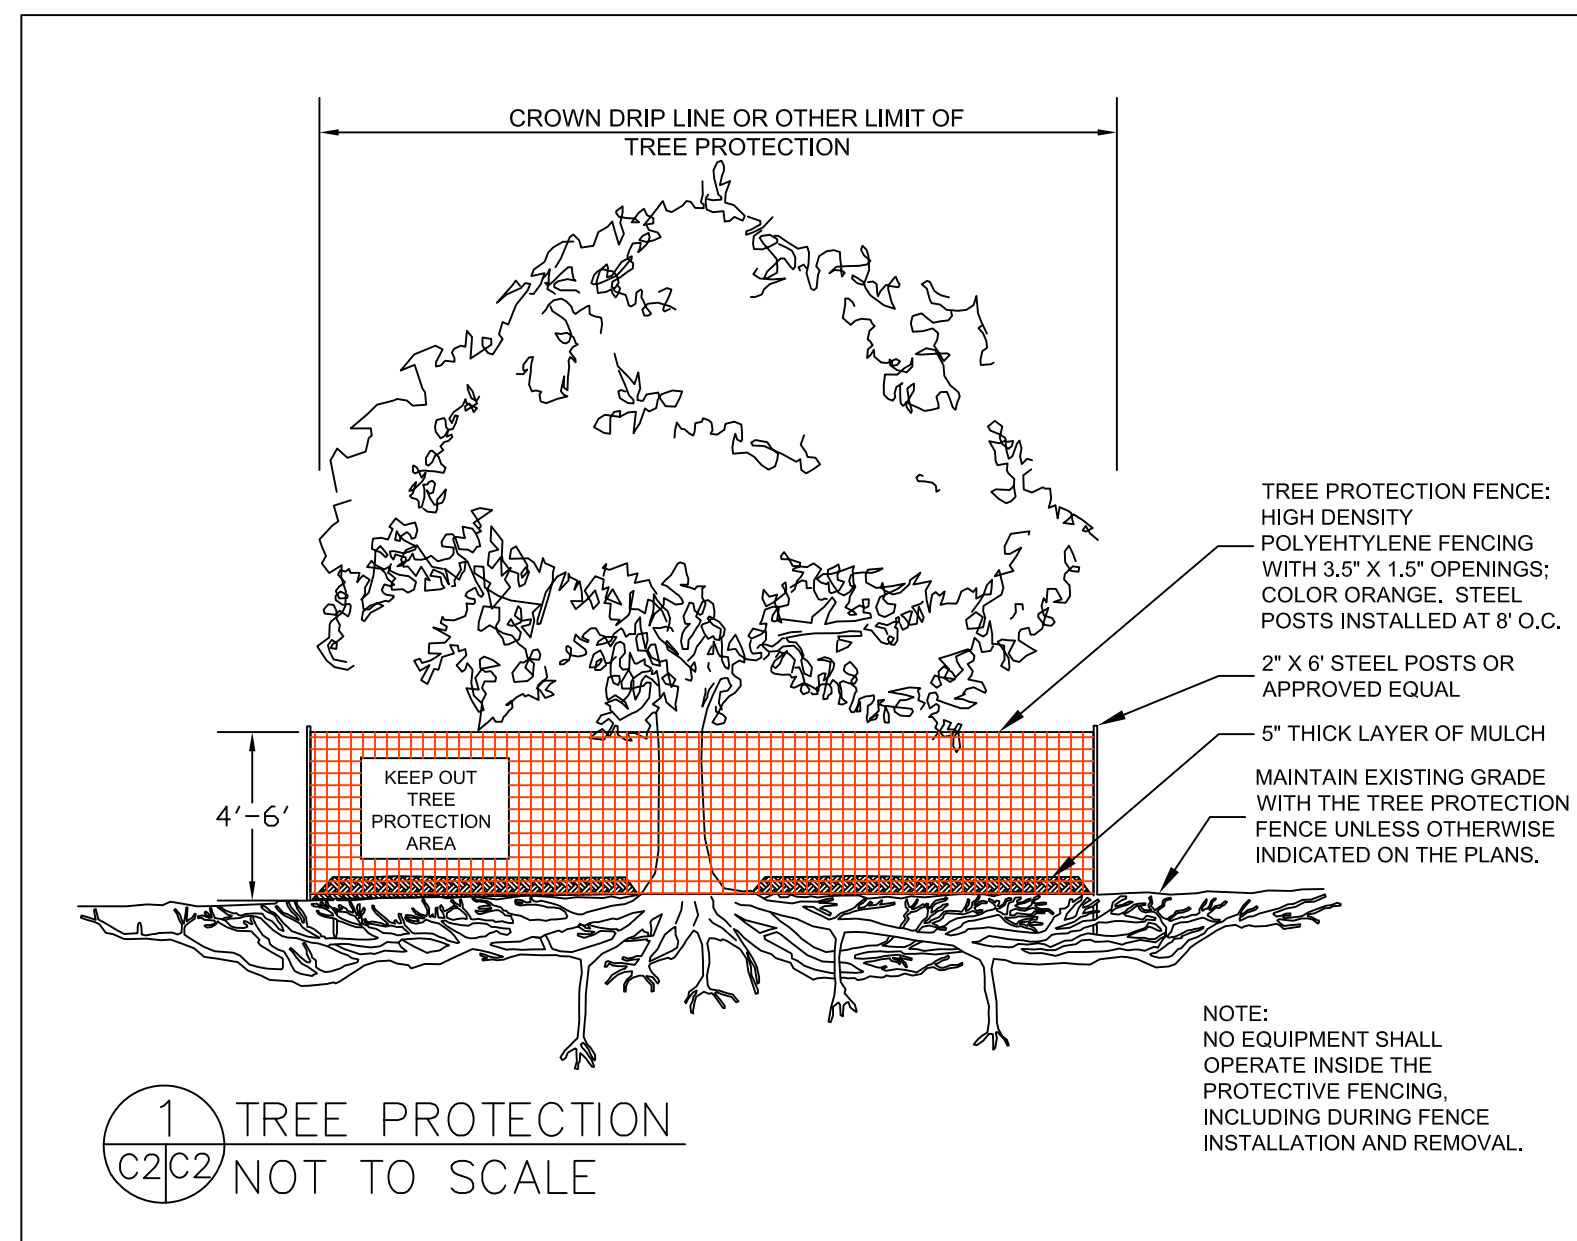 CROWN DRIP LINE OR OTHER LIMIT OF
TREE PROTECTION
TREE PROTECTION FENCE:
HIGH DENSITY
POLYEHTYLENE FENCING
WITH 3.5" X 1.5" OPENINGS;
COLOR ORANGE. STEEL
POSTS INSTALLED AT 8' O.C.
2" X 6' STEEL POSTS OR
APPROVED EQUAL
5" THICK LAYER OF MULCH
MAINTAIN EXISTING GRADE
WITH THE TREE PROTECTION
FENCE UNLESS OTHERWISE
INDICATED ON THE PLANS.
KEEP OUT
TREE
PROTECTION
AREA
4'-6'
NOTE:
NO EQUIPMENT SHALL
OPERATE INSIDE THE
PROTECTIVE FENCING,
INCLUDING DURING FENCE
INSTALLATION AND REMOVAL.
1
C2 C2
TREE PROTECTION
NOT TO SCALE